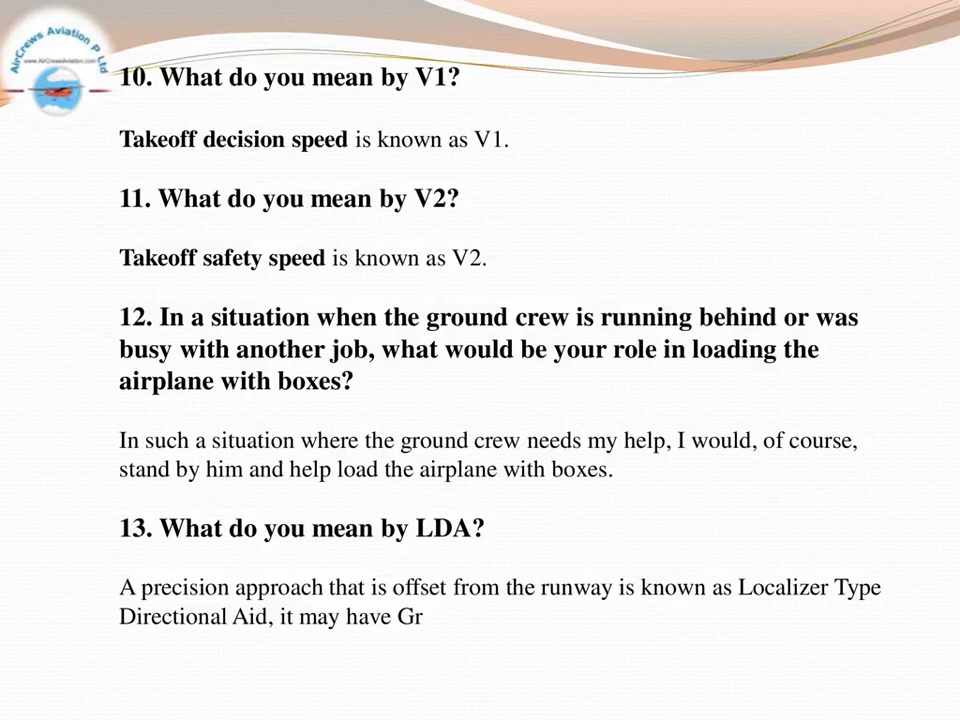 AirCrews Aviation P Ltd
www.AirCrewsAviation.com
10. What do you mean by V1?
Takeoff decision speed is known as V1.
11. What do you mean by V2?
Takeoff safety speed is known as V2.
12. In a situation when the ground crew is running behind or was
busy with another job, what would be your role in loading the
airplane with boxes?
In such a situation where the ground crew needs my help, I would, of course,
stand by him and help load the airplane with boxes.
13. What do you mean by LDA?
A precision approach that is offset from the runway is known as Localizer Type
Directional Aid, it may have Gr